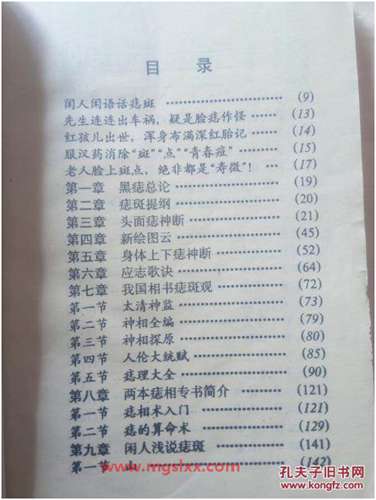 目 录
闲人闲语话痣斑 ························ (9)
先生连连出车祸，疑是脸痣作怪 ········ (13)
红孩儿出世，浑身布满深红胎记 ········ (14)
服汉药消除“斑”“点”“青春痘” ········ (15)
老人脸上斑点，绝非都是“寿徵”！ ······ (17)
第一章 黑痣总论 ···················· (19)
第二章 痣斑提纲 ···················· (20)
第三章 头面痣神断 ·················· (21)
第四章 新绘图云 ···················· (45)
第五章 身体上下痣神断 ·············· (52)
第六章 应志歌诀 ···················· (64)
第七章 我国相书痣斑观 ·············· (72)
第一节 太清神鉴 ···················· (73)
第二节 神相全编 ···················· (79)
第三节 神相探原 ···················· (80)
第四节 人伦大统赋 ·················· (85)
第五节 痣理大全 ···················· (90)
第八章 两本痣相专书简介 ············ (121)
第一节 痣相术入门 ·················· (121)
第二节 痣的算命术 ·················· (129)
第九章 闲人浅说痣斑 ················ (141)
第一节 ···················· (142)
www.mgslxx.com
孔夫子旧书网